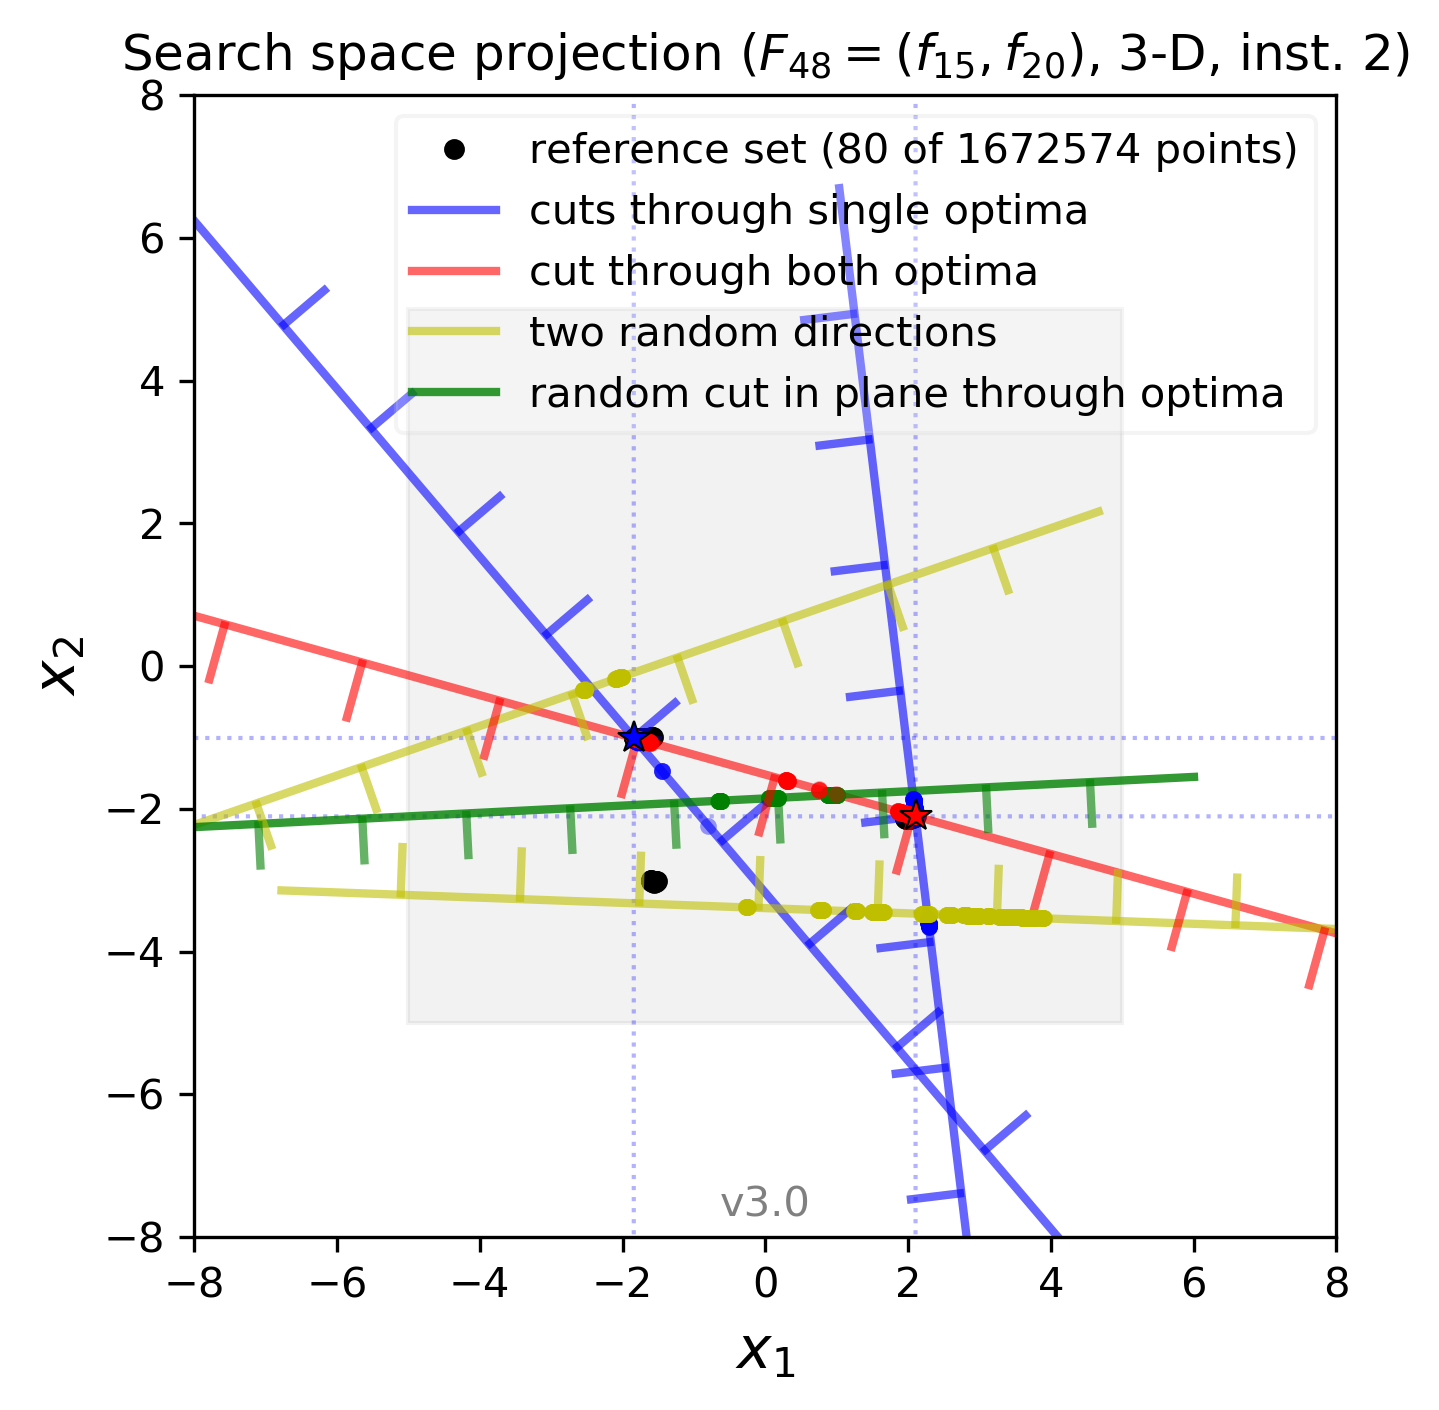 Search space projection (F48 = (f15, f20), 3-D, inst. 2)
reference set (80 of 1672574 points)
cuts through single optima
cut through both optima
two random directions
random cut in plane through optima
8
6
4
2
0
−2
−4
−6
−8
x2
v3.0
−8 −6 −4 −2 0 2 4 6 8
x1